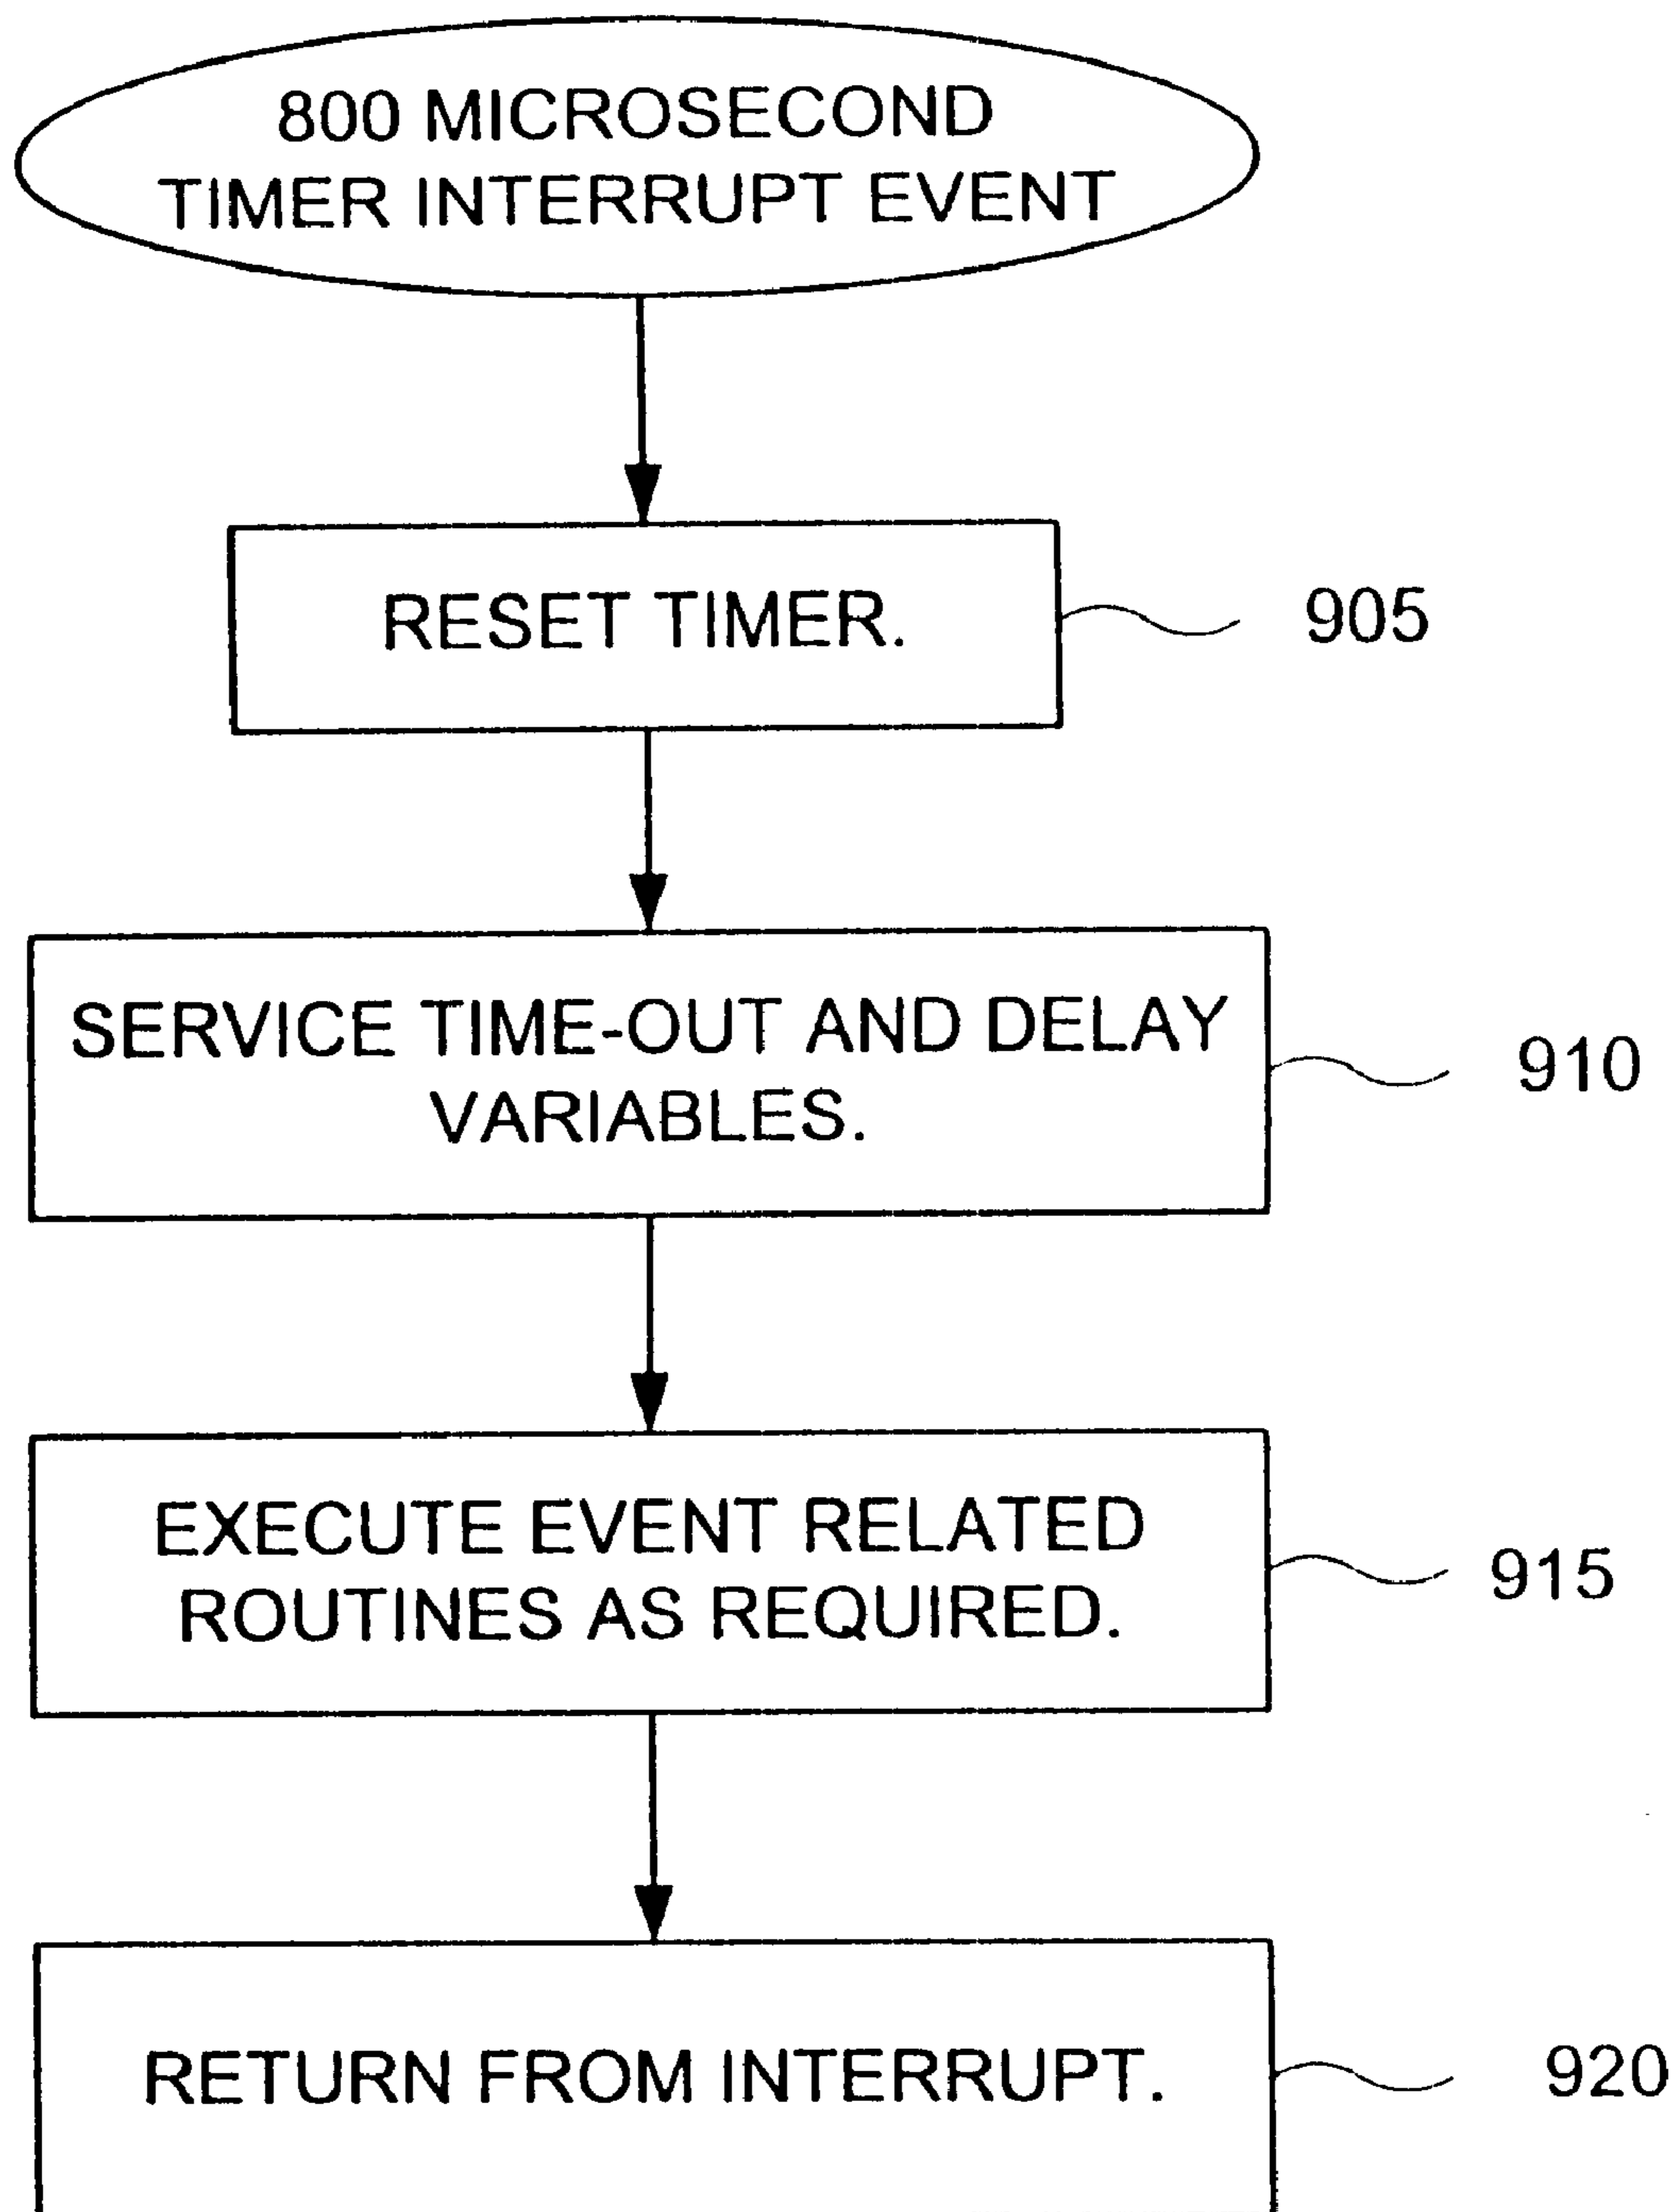 800 MICROSECOND
TIMER INTERRUPT EVENT
RESET TIMER.
905
SERVICE TIME-OUT AND DELAY
VARIABLES.
910
EXECUTE EVENT RELATED
ROUTINES AS REQUIRED.
915
RETURN FROM INTERRUPT.
920